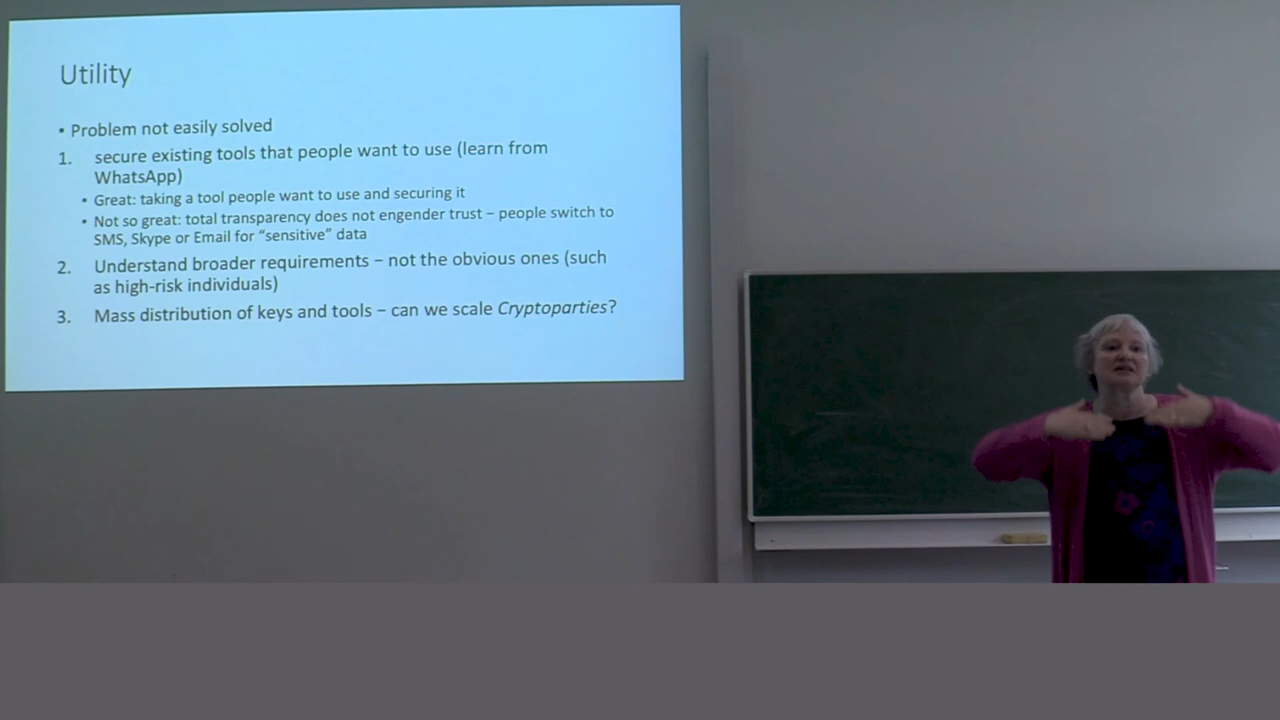 Utility
• Problem not easily solved
1. secure existing tools that people want to use (learn from
WhatsApp)
• Great: taking a tool people want to use and securing it
• Not so great: total transparency does not engender trust – people switch to
SMS, Skype or Email for “sensitive” data
2. Understand broader requirements – not the obvious ones (such
as high-risk individuals)
3. Mass distribution of keys and tools – can we scale Cryptoparties?